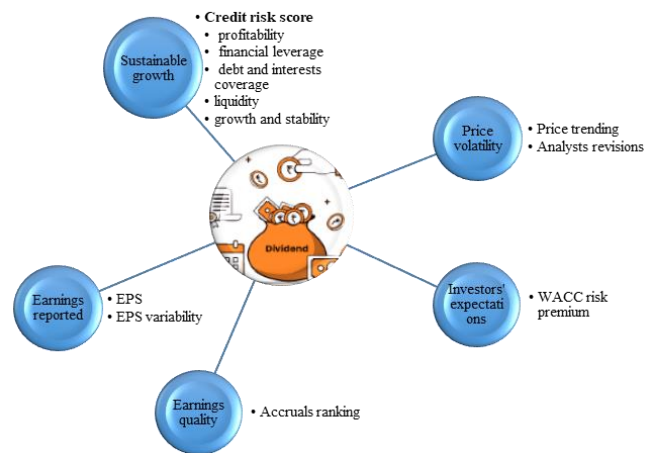 • Credit risk score
• profitability
• financial leverage
• debt and interests
coverage
• liquidity
• growth and stability
Sustainable
growth
Price
volatility
• Price trending
• Analysts revisions
Dividend
Investors'
expectati
ons
• WACC risk
premium
Earnings
reported
• EPS
• EPS variability
Earnings
quality
• Accruals ranking